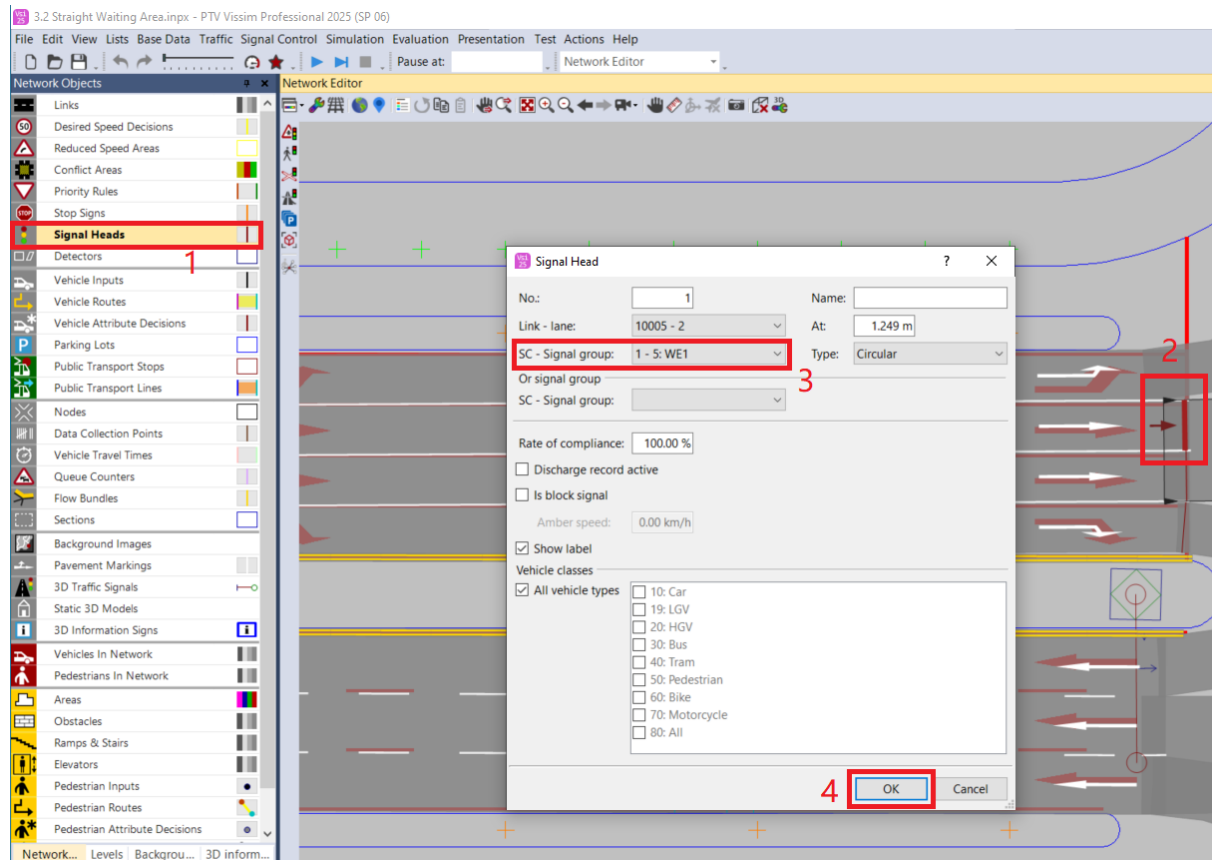 3.2 Straight Waiting Area.inpx - PTV Vissim Professional 2025 (SP 06)
File Edit View Lists Base Data Traffic Signal Control Simulation Evaluation Presentation Test Actions Help
Pause at: Network Editor
Network Objects
Network Editor
Links
Desired Speed Decisions
Reduced Speed Areas
Conflict Areas
Priority Rules
Stop Signs
Signal Heads
1
Detectors
Vehicle Inputs
Vehicle Routes
Vehicle Attribute Decisions
Parking Lots
Public Transport Stops
Public Transport Lines
Nodes
Data Collection Points
Vehicle Travel Times
Queue Counters
Flow Bundles
Sections
Background Images
Pavement Markings
3D Traffic Signals
Static 3D Models
3D Information Signs
Vehicles In Network
Pedestrians In Network
Areas
Obstacles
Ramps & Stairs
Elevators
Pedestrian Inputs
Pedestrian Routes
Pedestrian Attribute Decisions
Network... Levels Backgrou... 3D inform...
Signal Head
No.: 1 Name:
Link - lane: 10005 - 2 At: 1.249 m
SC - Signal group: 1 - 5: WE1 Type: Circular
2
3
Or signal group
SC - Signal group:
Rate of compliance: 100.00 %
Discharge record active
Is block signal
Amber speed: 0.00 km/h
Show label
Vehicle classes
All vehicle types
10: Car
19: LGV
20: HGV
30: Bus
40: Tram
50: Pedestrian
60: Bike
70: Motorcycle
80: All
4
OK Cancel